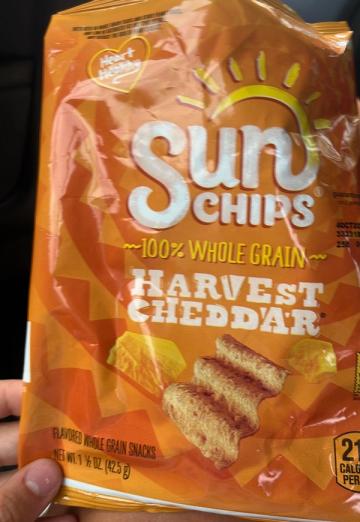 Heart
Healthy
Sun
CHIPS®
~100% WHOLE GRAIN~
HARVEST
CHEDDAR®
FLAVORED WHOLE GRAIN SNACKS
NET WT. 1 ½ OZ (42.5 g)
21
CALO
PER